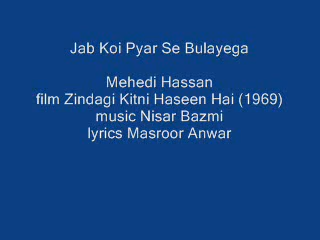 Jab Koi Pyar Se Bulayega
Mehedi Hassan
film Zindagi Kitni Haseen Hai (1969)
music Nisar Bazmi
lyrics Masroor Anwar